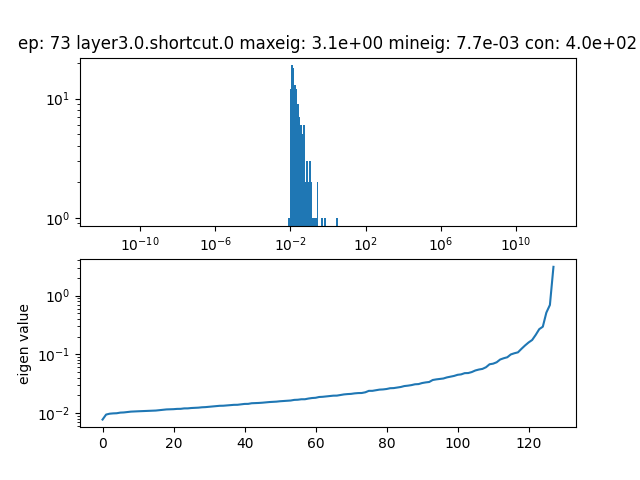 ep: 73 layer3.0.shortcut.0 maxeig: 3.1e+00 mineig: 7.7e-03 con: 4.0e+02
10¹
10⁰
10⁻¹⁰ 10⁻⁶ 10⁻² 10² 10⁶ 10¹⁰
eigen value
10⁰
10⁻¹
10⁻²
0 20 40 60 80 100 120